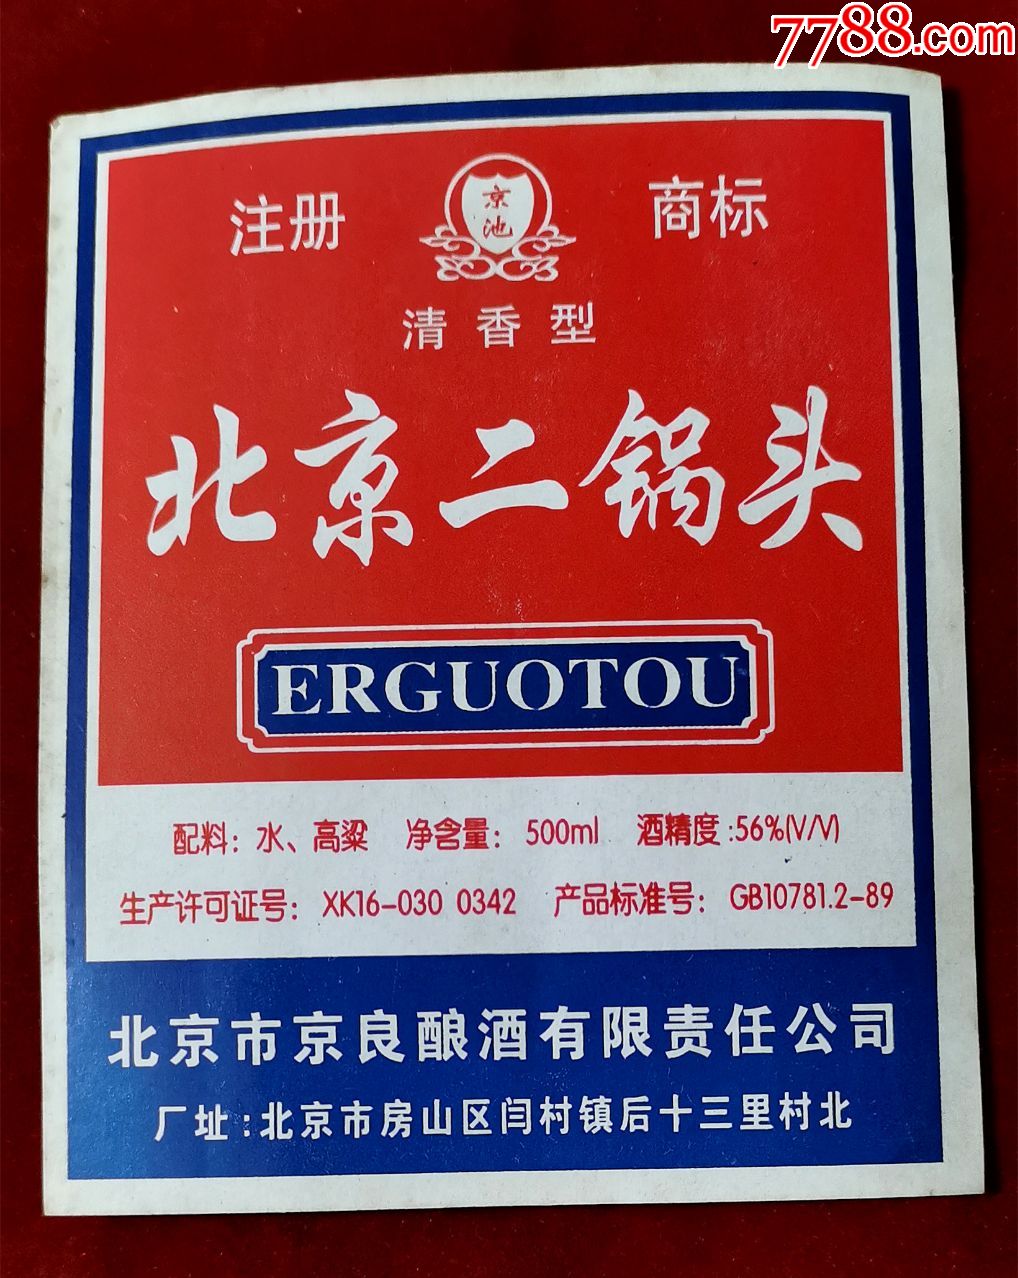 7788.com
注册 京池 商标
清香型
北京二锅头
ERGUOTOU
配料：水、高粱 净含量：500ml 酒精度:56%(V/V)
生产许可证号：XK16-030 0342 产品标准号：GB10781.2-89
北京市京良酿酒有限责任公司
厂址:北京市房山区闫村镇后十三里村北